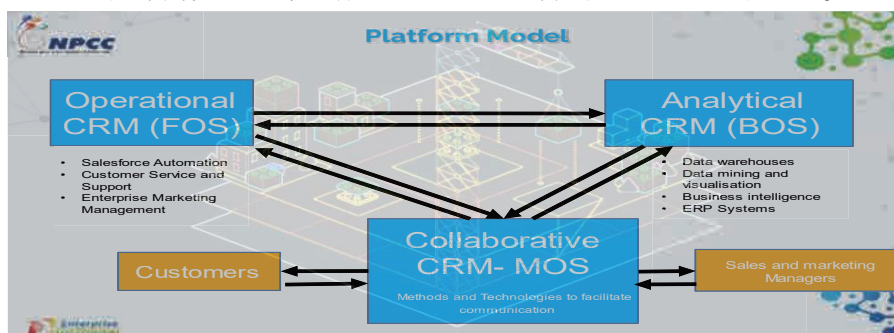 NPCC
Platform Model
Operational
CRM (FOS)
Analytical
CRM (BOS)
• Salesforce Automation
• Customer Service and
Support
• Enterprise Marketing
Management
• Data warehouses
• Data mining and
visualisation
• Business intelligence
• ERP Systems
Collaborative
CRM- MOS
Methods and Technologies to facilitate
communication
Customers
Sales and marketing
Managers
Enterprise